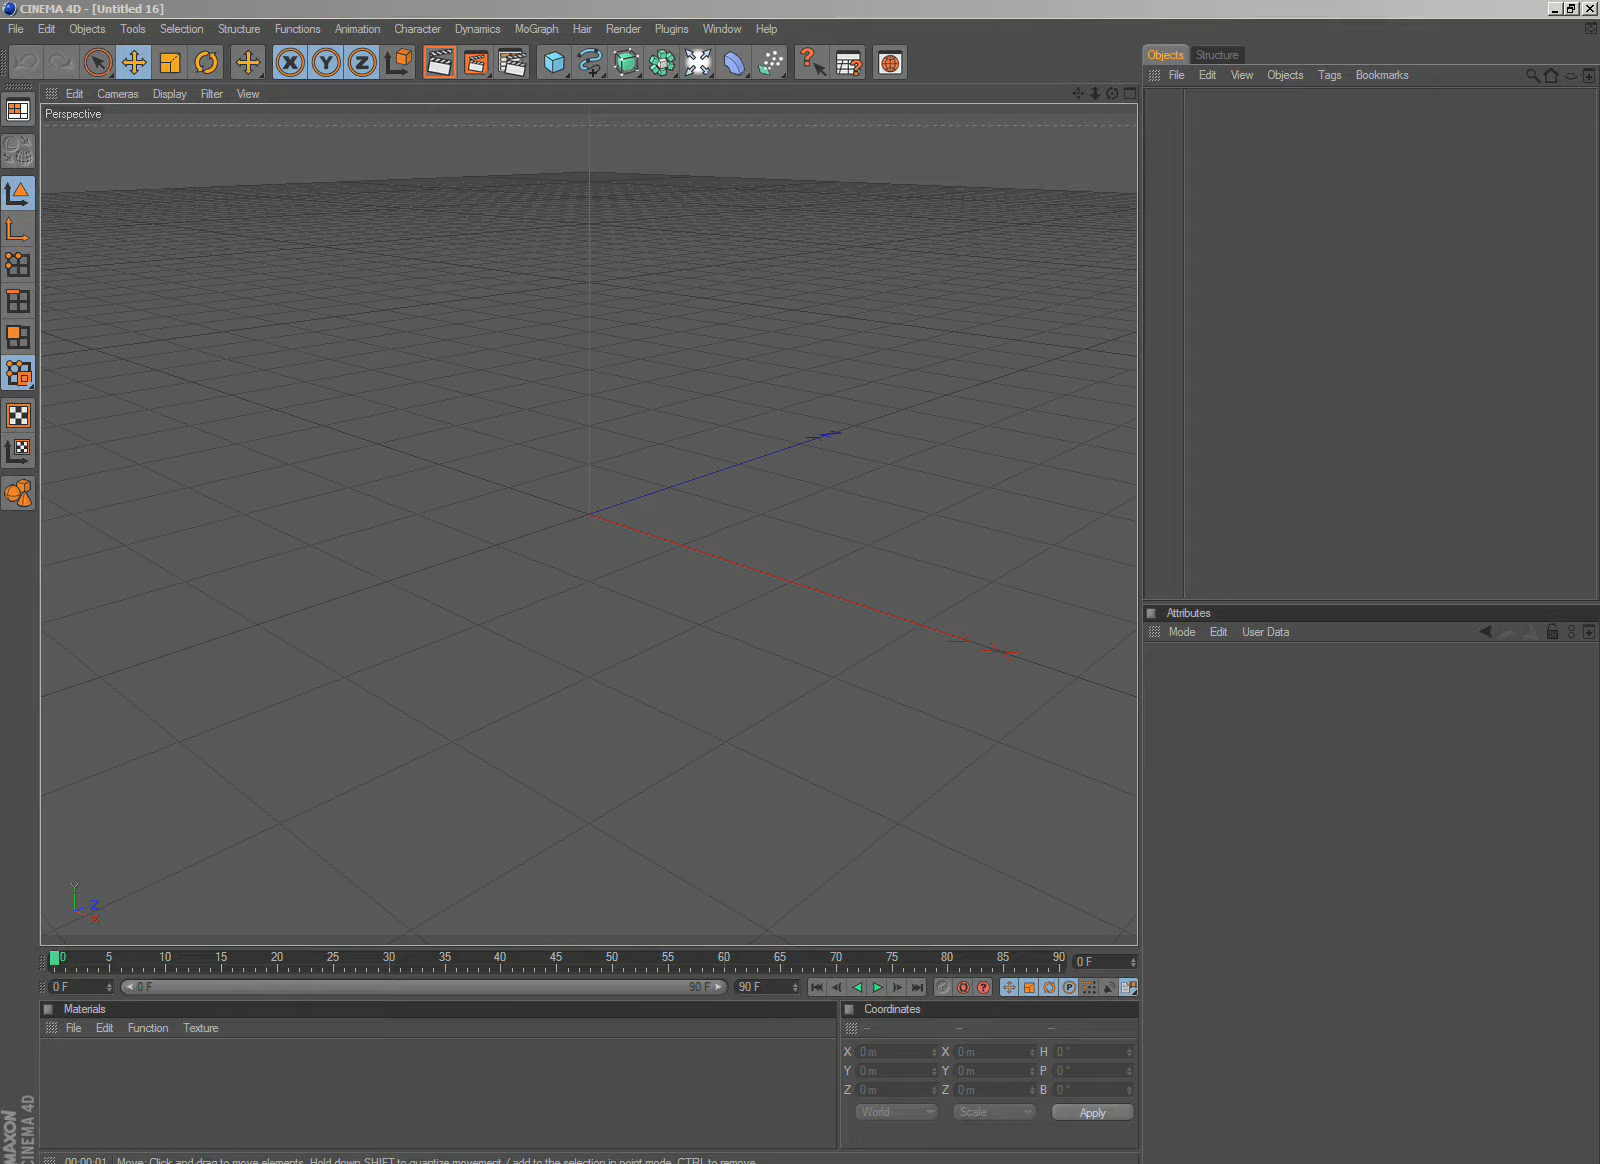 CINEMA 4D - [Untitled 16]
File Edit Objects Tools Selection Structure Functions Animation Character Dynamics MoGraph Hair Render Plugins Window Help
X Y Z
Objects Structure
File Edit View Objects Tags Bookmarks
Edit Cameras Display Filter View
Perspective
Attributes
Mode Edit User Data
Y
Z
X
0 5 10 15 20 25 30 35 40 45 50 55 60 65 70 75 80 85 90 0 F
0 F 0 F 90 F 90 F
Materials
File Edit Function Texture
Coordinates
-- -- --
X 0 m X 0 m H 0 °
Y 0 m Y 0 m P 0 °
Z 0 m Z 0 m B 0 °
World Scale Apply
MAXON
CINEMA 4D
00:00:01 Move: Click and drag to move elements. Hold down SHIFT to quantize movement / add to the selection in point mode, CTRL to remove.